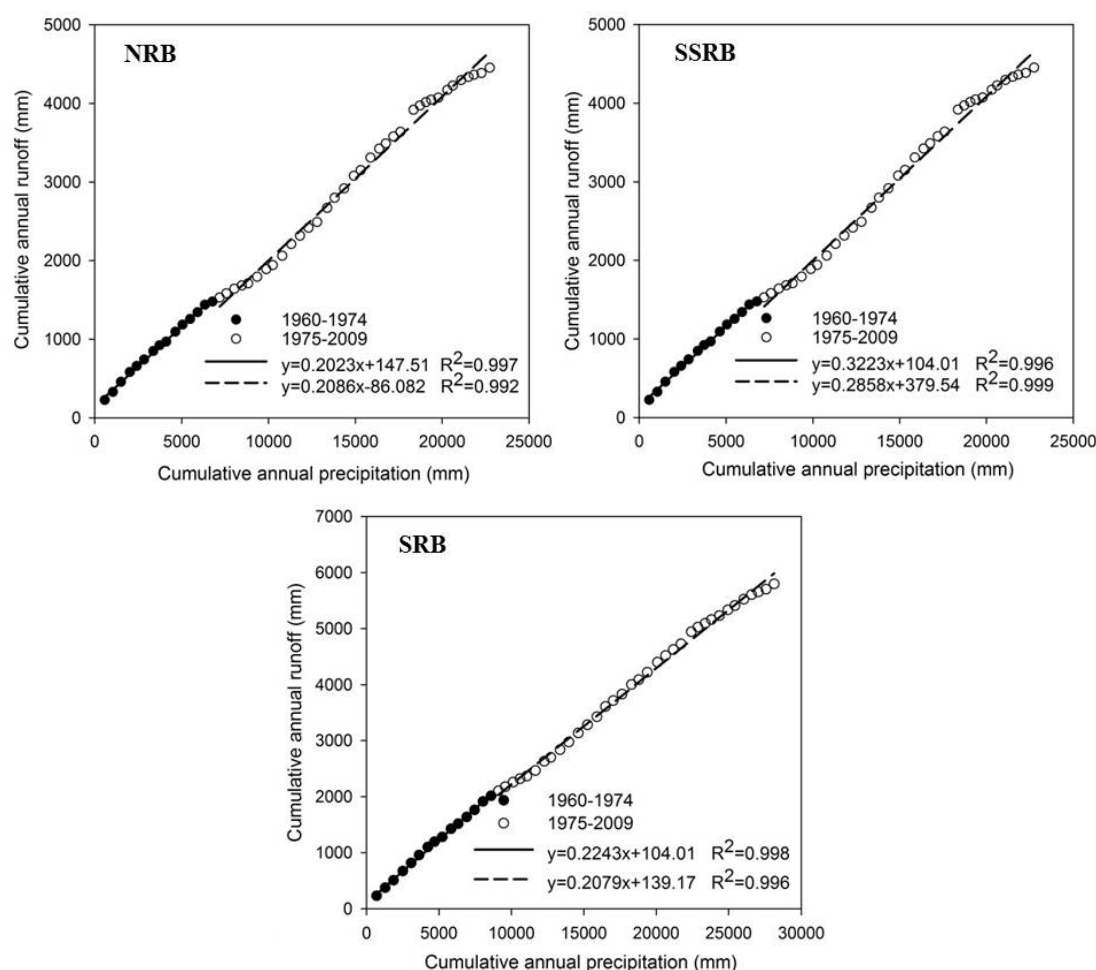 NRB
Cumulative annual runoff (mm)
5000
4000
3000
2000
1000
0
1960-1974
1975-2009
y=0.2023x+147.51 R²=0.997
y=0.2086x-86.082 R²=0.992
0 5000 10000 15000 20000 25000
Cumulative annual precipitation (mm)
SSRB
Cumulative annual runoff (mm)
5000
4000
3000
2000
1000
0
1960-1974
1975-2009
y=0.3223x+104.01 R²=0.996
y=0.2858x+379.54 R²=0.999
0 5000 10000 15000 20000 25000
Cumulative annual precipitation (mm)
SRB
Cumulative annual runoff (mm)
7000
6000
5000
4000
3000
2000
1000
0
1960-1974
1975-2009
y=0.2243x+104.01 R²=0.998
y=0.2079x+139.17 R²=0.996
0 5000 10000 15000 20000 25000 30000
Cumulative annual precipitation (mm)